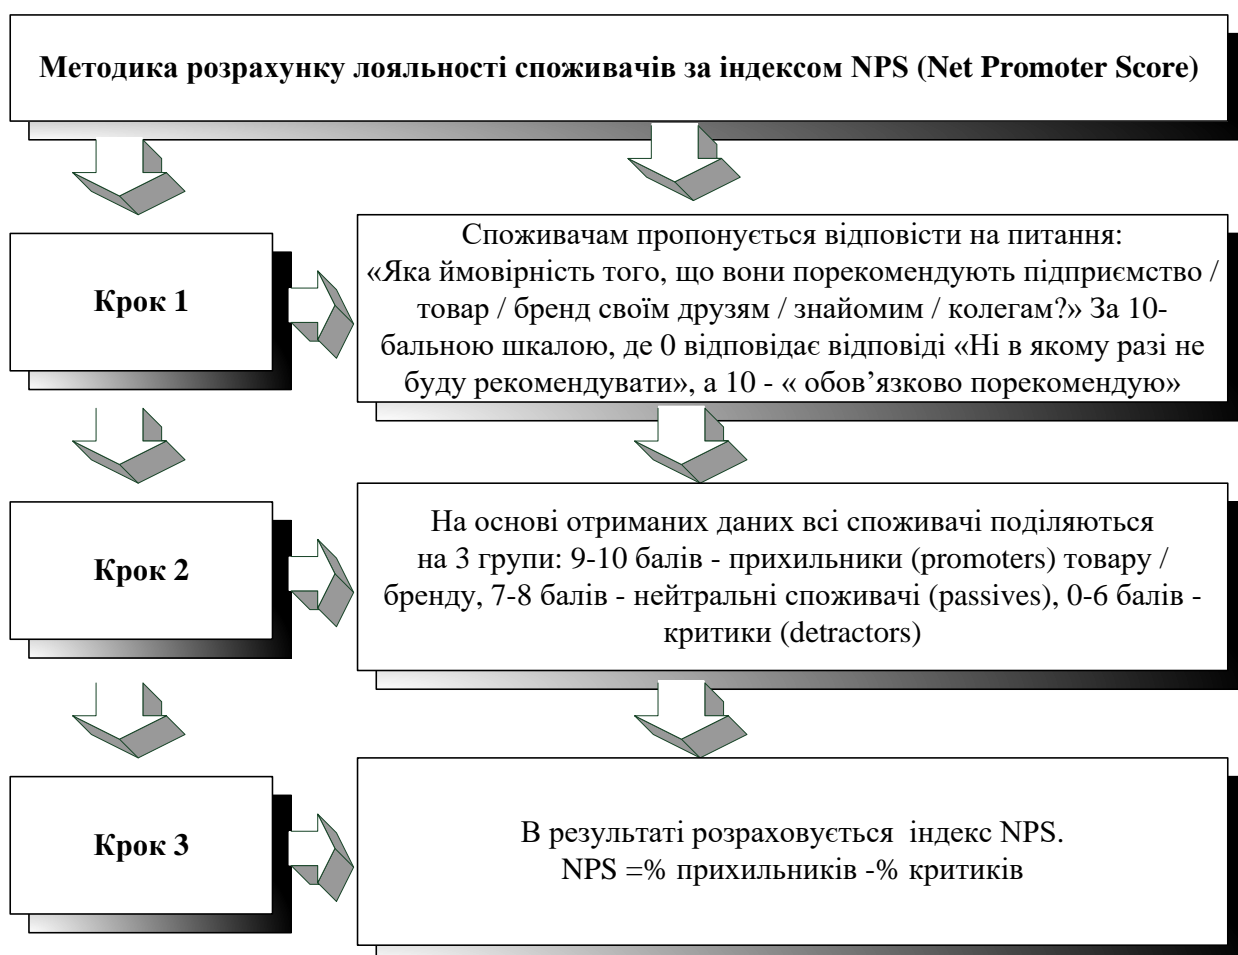 Методика розрахунку лояльності споживачів за індексом NPS (Net Promoter Score)
Крок 1
Споживачам пропонується відповісти на питання:
«Яка ймовірність того, що вони порекомендують підприємство /
товар / бренд своїм друзям / знайомим / колегам?» За 10-
бальною шкалою, де 0 відповідає відповіді «Ні в якому разі не
буду рекомендувати», а 10 - « обов’язково порекомендую»
Крок 2
На основі отриманих даних всі споживачі поділяються
на 3 групи: 9-10 балів - прихильники (promoters) товару /
бренду, 7-8 балів - нейтральні споживачі (passives), 0-6 балів -
критики (detractors)
Крок 3
В результаті розраховується  індекс NPS.
NPS =% прихильників -% критиків